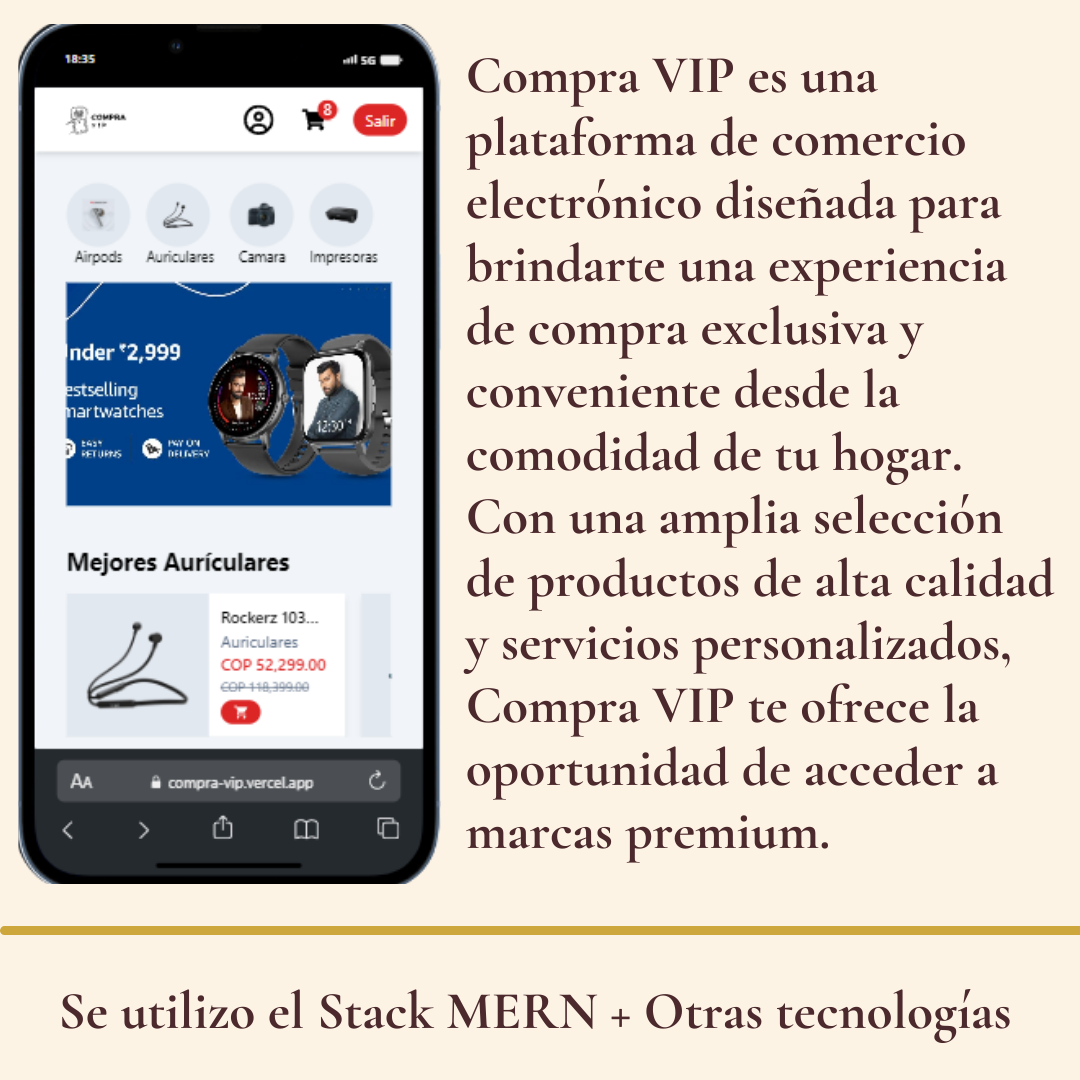 18:35
5G
COMPRA
VIP
8
Salir
Airpods Auriculares Camara Impresoras
nder ₹2,999
estselling
martwatches
EASY
RETURNS
PAY ON
DELIVERY
12:30
Mejores Aurículares
Rockerz 103...
Auriculares
COP 52,299.00
COP 118,399.00
AA compra-vip.vercel.app
Compra VIP es una
plataforma de comercio
electrónico diseñada para
brindarte una experiencia
de compra exclusiva y
conveniente desde la
comodidad de tu hogar.
Con una amplia selección
de productos de alta calidad
y servicios personalizados,
Compra VIP te ofrece la
oportunidad de acceder a
marcas premium.
Se utilizo el Stack MERN + Otras tecnologías